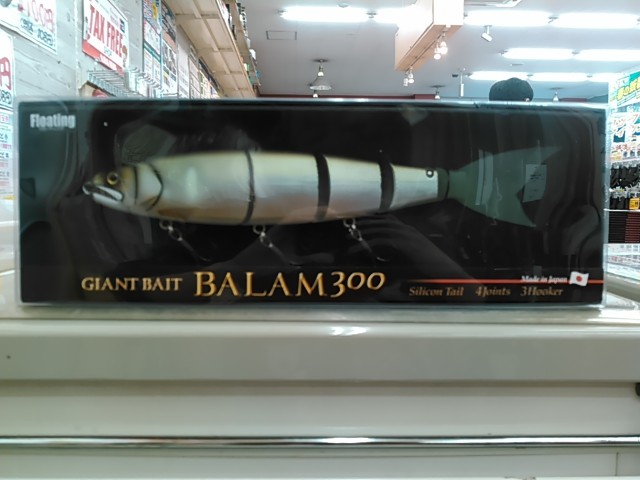 TAX FREE
Floating
GIANT BAIT BALAM300
Made in Japan
Silicon Tail 4Joints 3Hooker